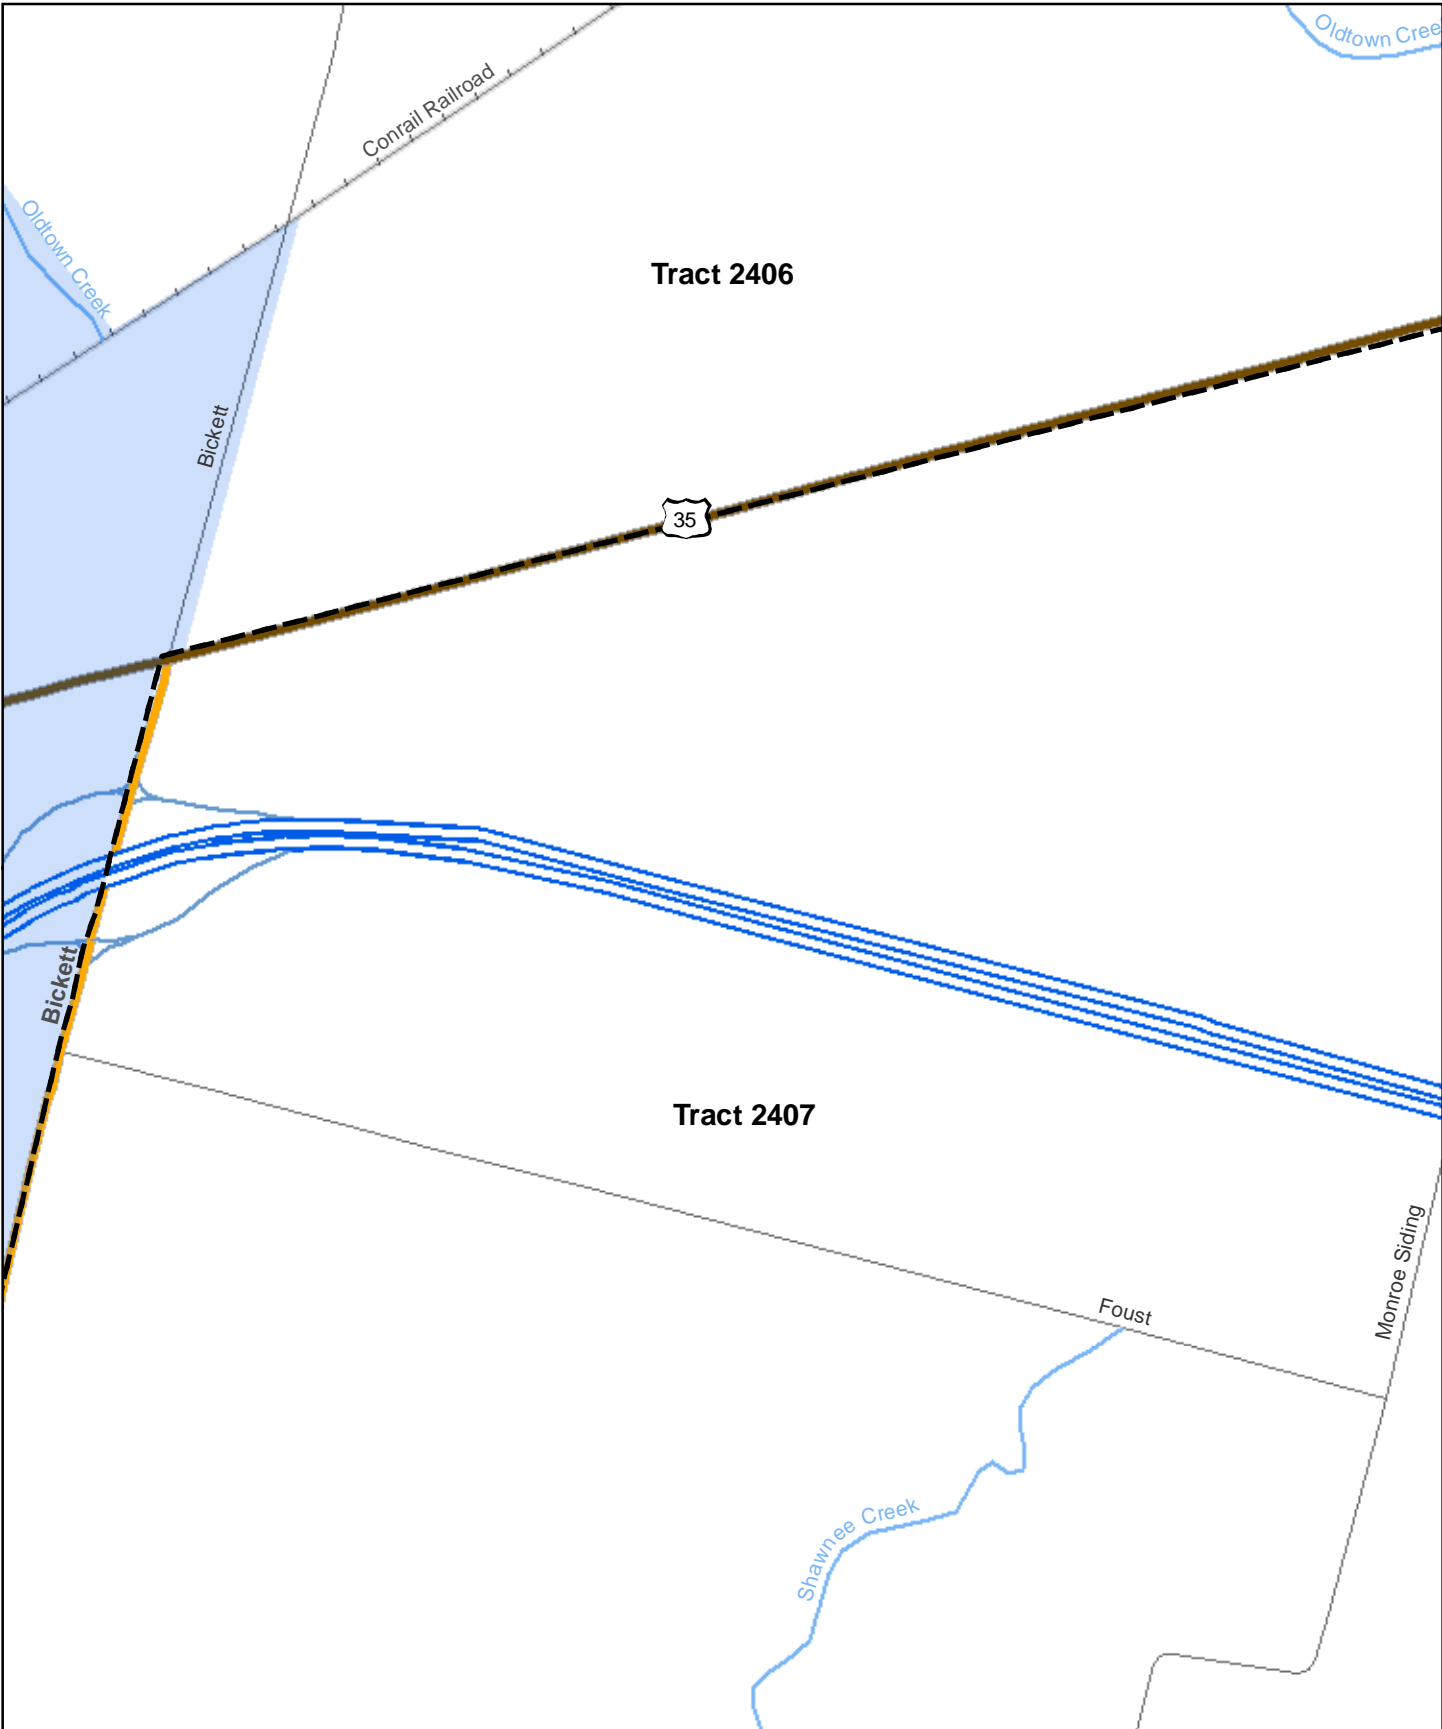 Oldtown Cree
Conrail Railroad
Oldtown Creek
Tract 2406
Bickett
35
Bickett
Tract 2407
Monroe Siding
Foust
Shawnee Creek